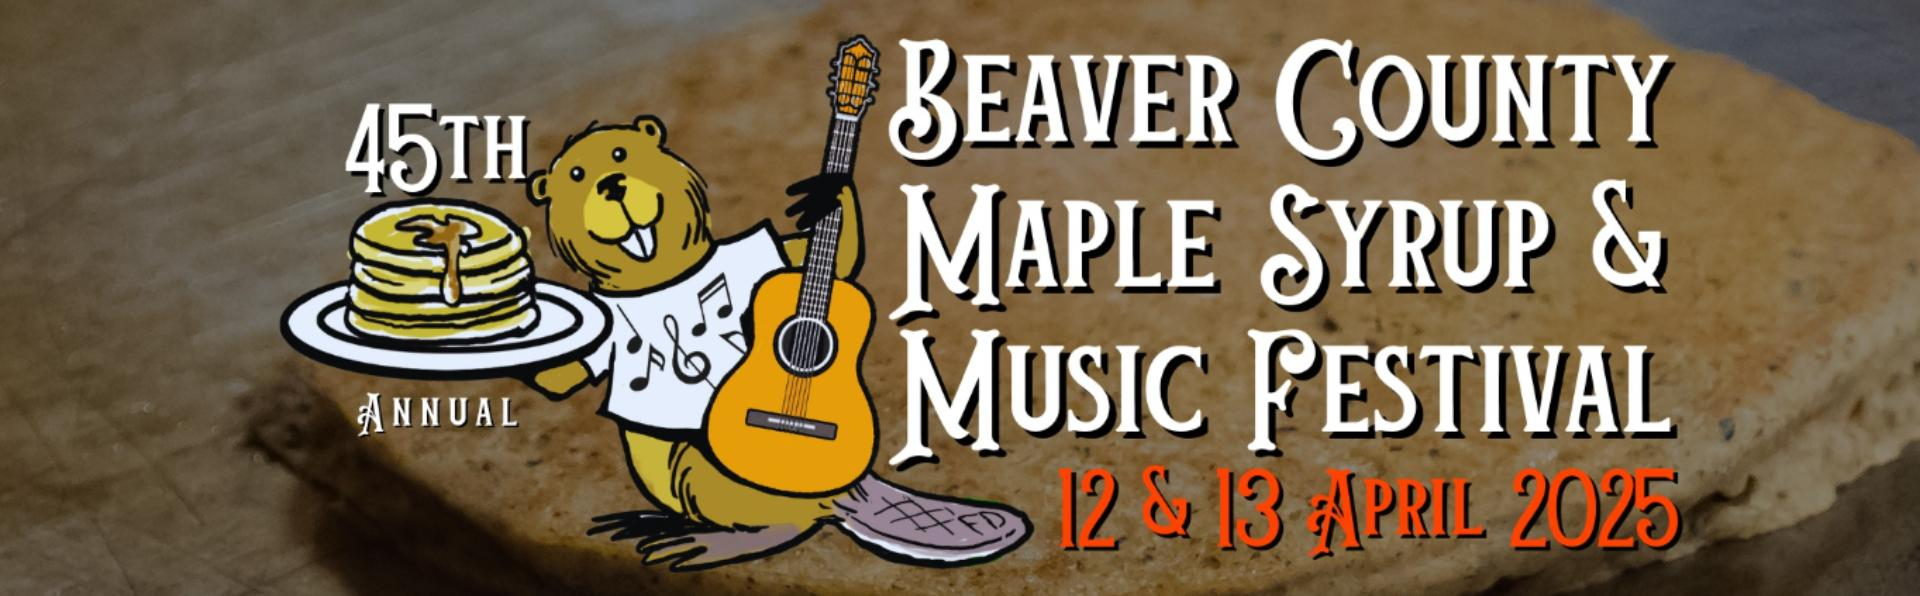 45th
Annual
Beaver County
Maple Syrup &
Music Festival
12 & 13 April 2025